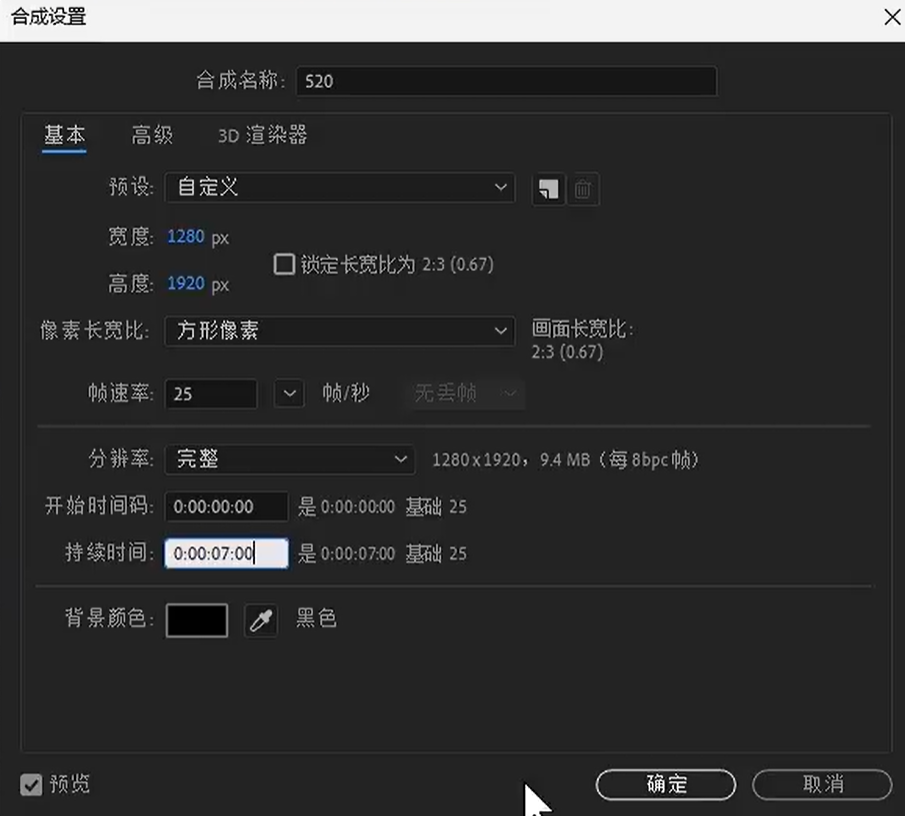 合成设置
合成名称: 520
基本 高级 3D 渲染器
预设: 自定义
宽度: 1280 px
锁定长宽比为 2:3 (0.67)
高度: 1920 px
像素长宽比: 方形像素 画面长宽比:
2:3 (0.67)
帧速率: 25 帧/秒 无丢帧
分辨率: 完整 1280x1920，9.4 MB（每 8bpc 帧）
开始时间码: 0:00:00:00 是 0:00:00:00 基础 25
持续时间: 0:00:07:00 是 0:00:07:00 基础 25
背景颜色: 黑色
预览 确定 取消